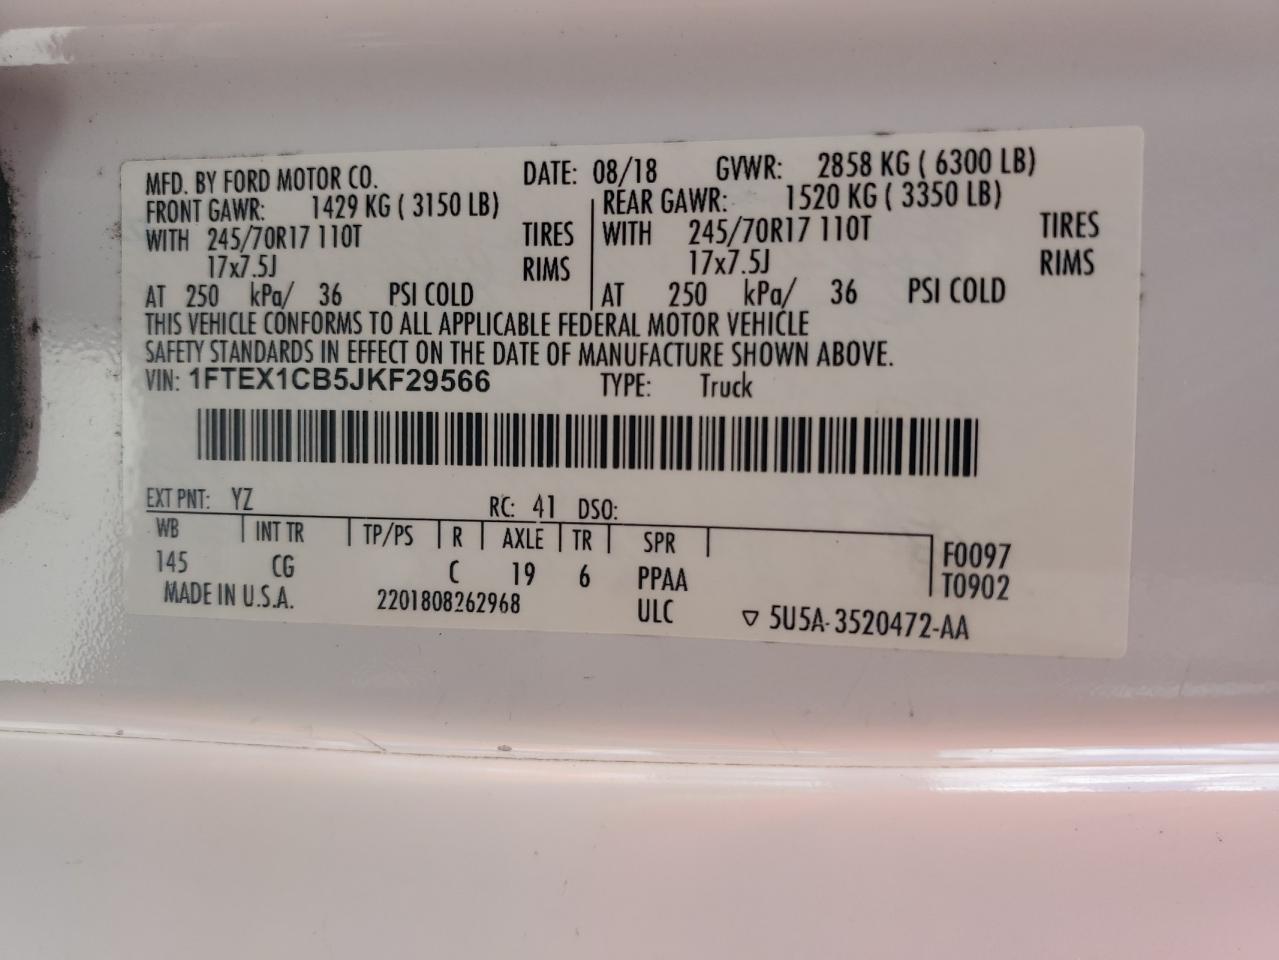 MFD. BY FORD MOTOR CO. DATE: 08/18 GVWR: 2858 KG ( 6300 LB)
FRONT GAWR: 1429 KG ( 3150 LB) REAR GAWR: 1520 KG ( 3350 LB)
WITH 245/70R17 110T TIRES WITH 245/70R17 110T TIRES
17x7.5J RIMS 17x7.5J RIMS
AT 250 kPa/ 36 PSI COLD AT 250 kPa/ 36 PSI COLD
THIS VEHICLE CONFORMS TO ALL APPLICABLE FEDERAL MOTOR VEHICLE
SAFETY STANDARDS IN EFFECT ON THE DATE OF MANUFACTURE SHOWN ABOVE.
VIN: 1FTEX1CB5JKF29566 TYPE: Truck
EXT PNT: YZ RC: 41 DSO:
WB INT TR TP/PS R AXLE TR SPR F0097
145 CG C 19 6 PPAA T0902
MADE IN U.S.A. 2201808262968 ULC ▽ 5U5A-3520472-AA